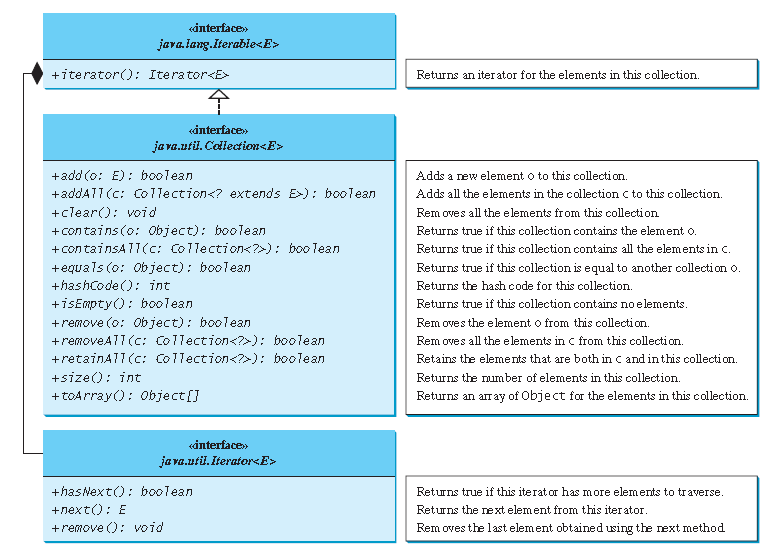 «interface»
java.lang.Iterable<E>
+iterator(): Iterator<E>
Returns an iterator for the elements in this collection.
«interface»
java.util.Collection<E>
+add(o: E): boolean
Adds a new element o to this collection.
+addAll(c: Collection<? extends E>): boolean
Adds all the elements in the collection c to this collection.
+clear(): void
Removes all the elements from this collection.
+contains(o: Object): boolean
Returns true if this collection contains the element o.
+containsAll(c: Collection<?>): boolean
Returns true if this collection contains all the elements in c.
+equals(o: Object): boolean
Returns true if this collection is equal to another collection o.
+hashCode(): int
Returns the hash code for this collection.
+isEmpty(): boolean
Returns true if this collection contains no elements.
+remove(o: Object): boolean
Removes the element o from this collection.
+removeAll(c: Collection<?>): boolean
Removes all the elements in c from this collection.
+retainAll(c: Collection<?>): boolean
Retains the elements that are both in c and in this collection.
+size(): int
Returns the number of elements in this collection.
+toArray(): Object[]
Returns an array of Object for the elements in this collection.
«interface»
java.util.Iterator<E>
+hasNext(): boolean
Returns true if this iterator has more elements to traverse.
+next(): E
Returns the next element from this iterator.
+remove(): void
Removes the last element obtained using the next method.